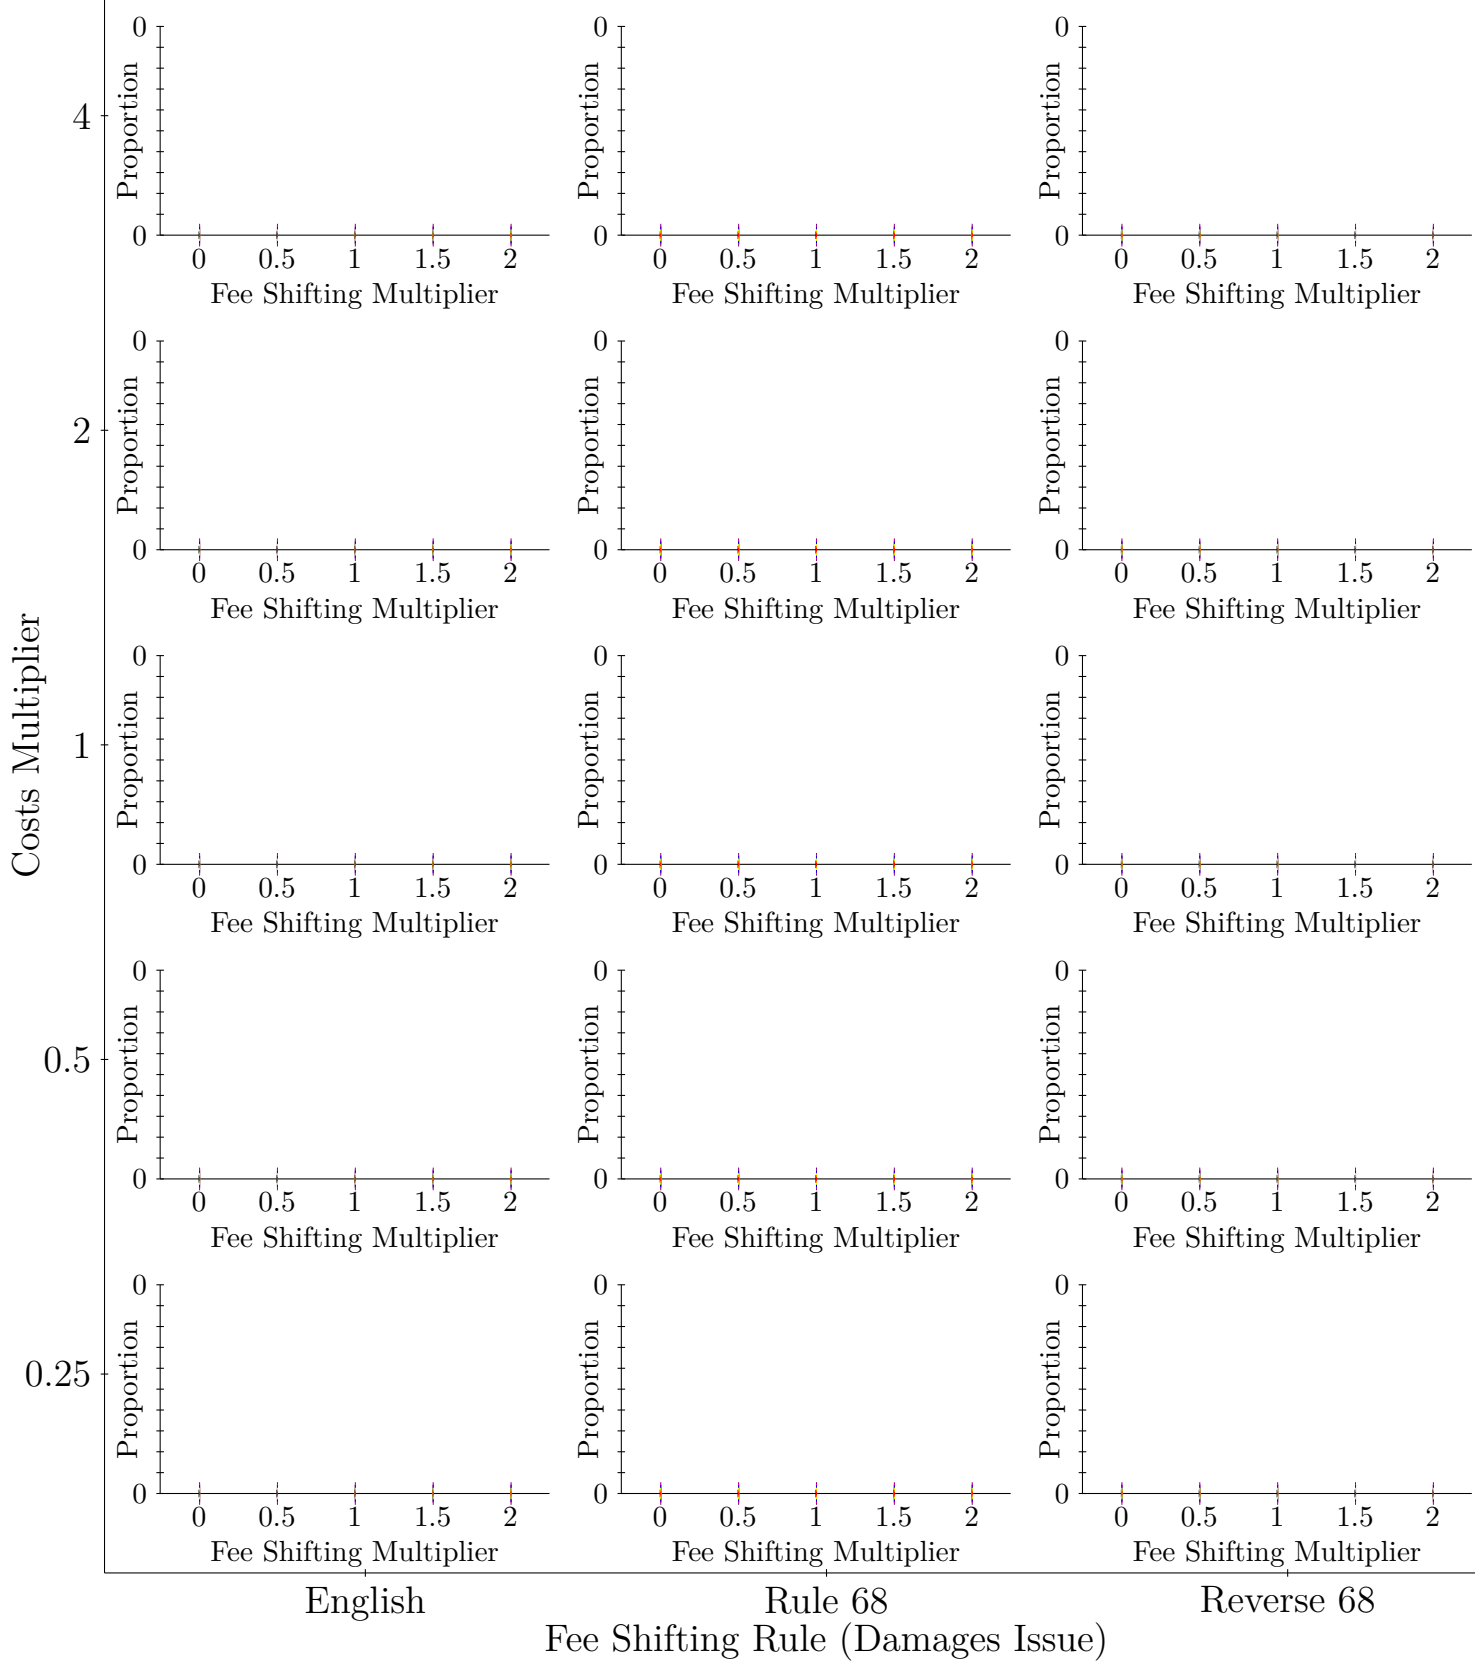 0 0 0
Proportion Proportion Proportion
4
0 0 0
0 0.5 1 1.5 2 0 0.5 1 1.5 2 0 0.5 1 1.5 2
Fee Shifting Multiplier Fee Shifting Multiplier Fee Shifting Multiplier
0 0 0
Proportion Proportion Proportion
2
0 0 0
0 0.5 1 1.5 2 0 0.5 1 1.5 2 0 0.5 1 1.5 2
Fee Shifting Multiplier Fee Shifting Multiplier Fee Shifting Multiplier
Costs Multiplier
0 0 0
Proportion Proportion Proportion
1
0 0 0
0 0.5 1 1.5 2 0 0.5 1 1.5 2 0 0.5 1 1.5 2
Fee Shifting Multiplier Fee Shifting Multiplier Fee Shifting Multiplier
0 0 0
Proportion Proportion Proportion
0.5
0 0 0
0 0.5 1 1.5 2 0 0.5 1 1.5 2 0 0.5 1 1.5 2
Fee Shifting Multiplier Fee Shifting Multiplier Fee Shifting Multiplier
0 0 0
Proportion Proportion Proportion
0.25
0 0 0
0 0.5 1 1.5 2 0 0.5 1 1.5 2 0 0.5 1 1.5 2
Fee Shifting Multiplier Fee Shifting Multiplier Fee Shifting Multiplier
English Rule 68 Reverse 68
Fee Shifting Rule (Damages Issue)